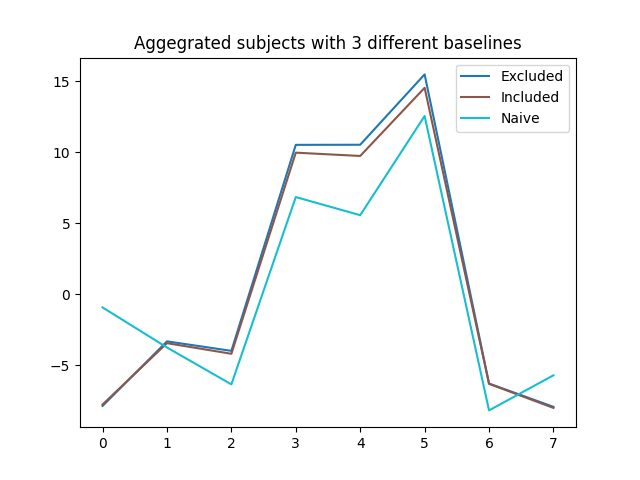 Aggegrated subjects with 3 different baselines
Excluded
Included
Naive
15
10
5
0
−5
0 1 2 3 4 5 6 7